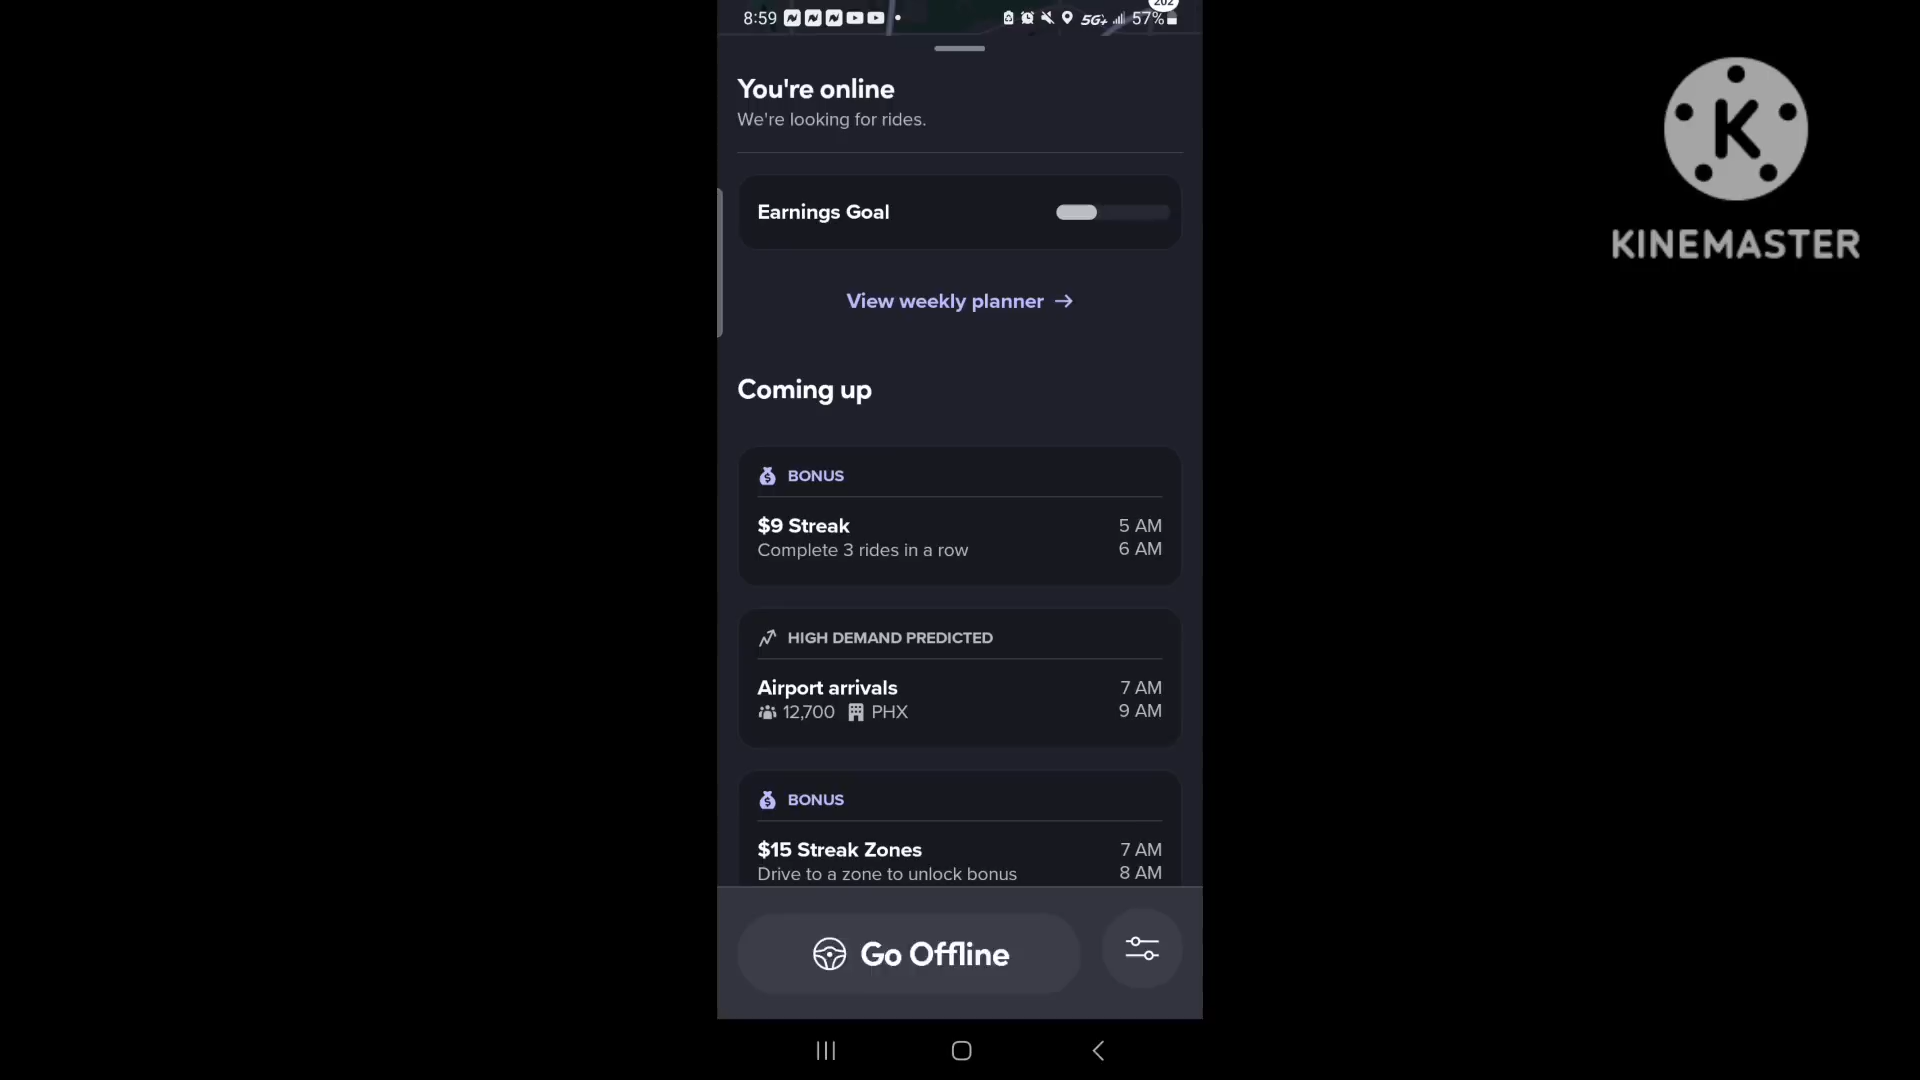 202
8:59 5G+ 57%
You're online
We're looking for rides.
Earnings Goal
View weekly planner →
Coming up
BONUS
$9 Streak 5 AM
Complete 3 rides in a row 6 AM
HIGH DEMAND PREDICTED
Airport arrivals 7 AM
12,700 PHX 9 AM
BONUS
$15 Streak Zones 7 AM
Drive to a zone to unlock bonus 8 AM
Go Offline
K
KINEMASTER